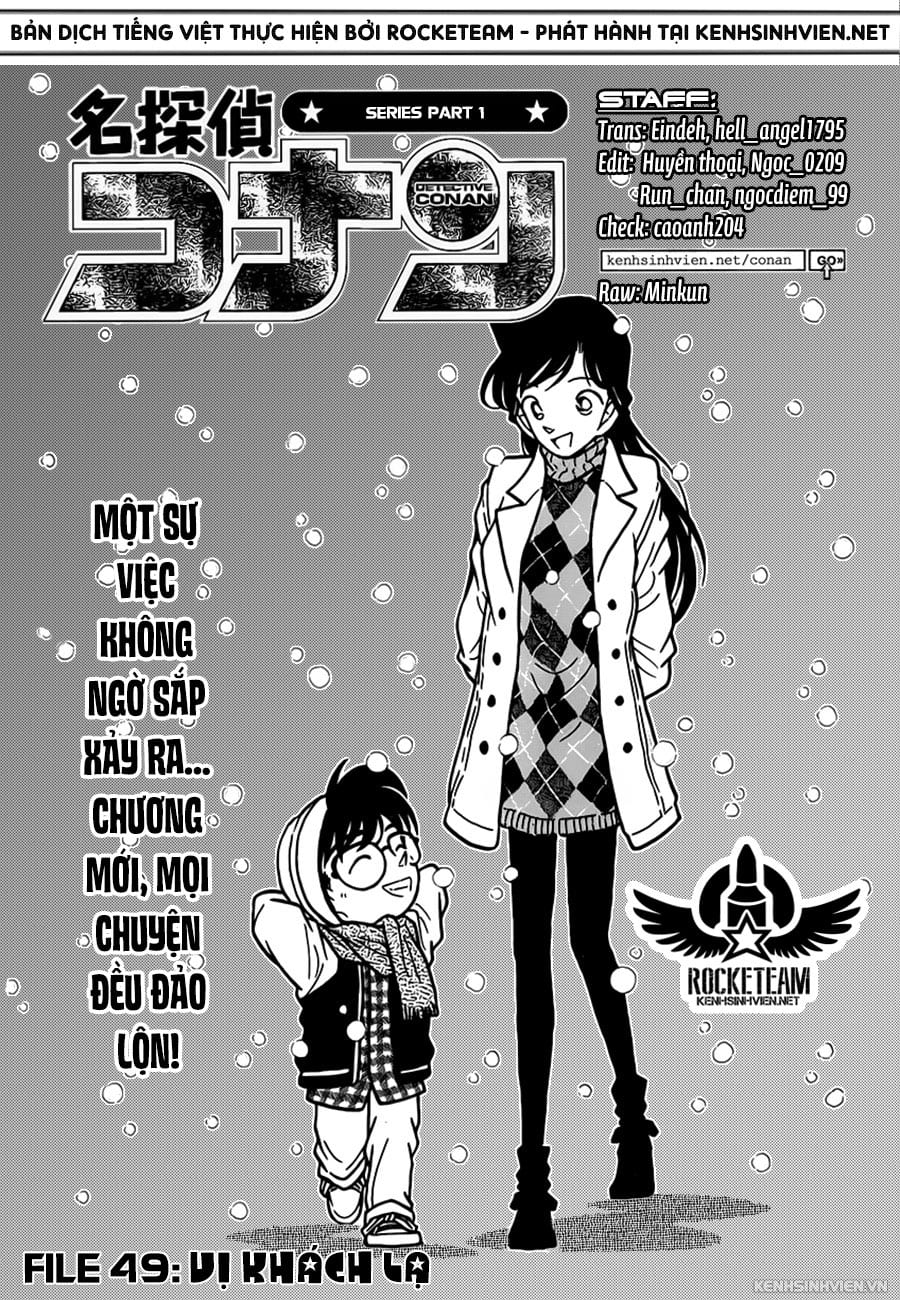 BẢN DỊCH TIẾNG VIỆT THỰC HIỆN BỞI ROCKETEAM - PHÁT HÀNH TẠI KENHSINHVIEN.NET
名探偵
★ SERIES PART 1 ★
コナン
DETECTIVE
CONAN
STAFF:
Trans: Eindeh, hell_angel1795
Edit: Huyền thoại, Ngoc_0209
Run_chan, ngocdiem_99
Check: caoanh204
kenhsinhvien.net/conan GO»
Raw: Minkun
MỘT SỰ
VIỆC
KHÔNG
NGỜ SẮP
XẢY RA...
CHƯƠNG
MỚI, MỌI
CHUYỆN
ĐỀU ĐẢO
LỘN!
ROCKETEAM
KENHSINHVIEN.NET
FILE 49: VỊ KHÁCH LẠ
KENHSINHVIEN.VN